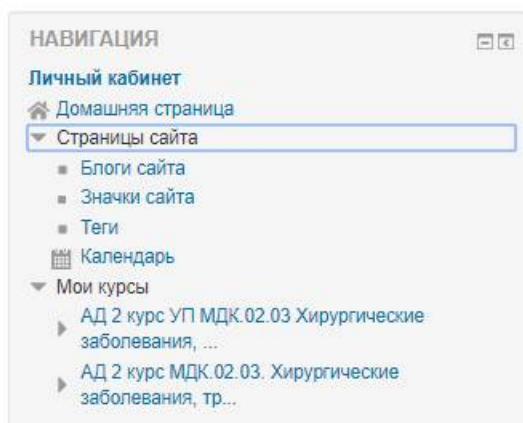 НАВИГАЦИЯ
Личный кабинет
Домашняя страница
Страницы сайта
Блоги сайта
Значки сайта
Теги
Календарь
Мои курсы
АД 2 курс УП МДК.02.03 Хирургические
заболевания, ...
АД 2 курс МДК.02.03. Хирургические
заболевания, тр...